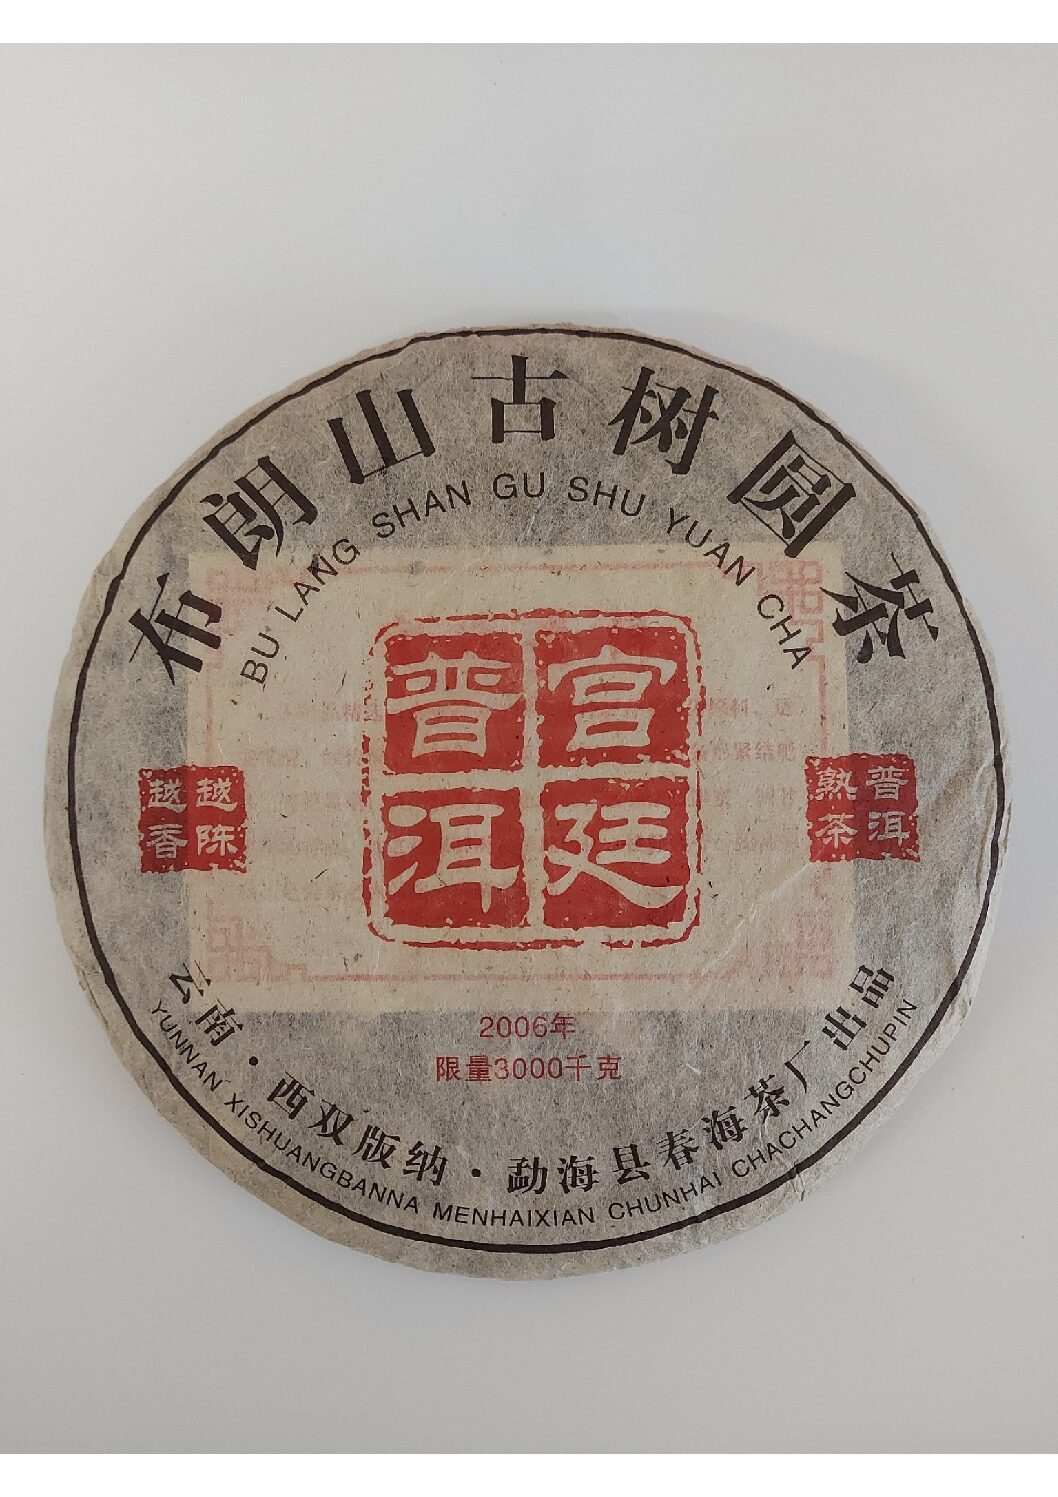 布朗山古树圆茶
BU LANG SHAN GU SHU YUAN CHA
宫廷
普洱
越陈
越香
普洱
熟茶
2006年
限量3000千克
云南·西双版纳·勐海县春海茶厂出品
YUNNAN XISHUANGBANNA MENHAIXIAN CHUNHAI CHACHANGCHUPIN